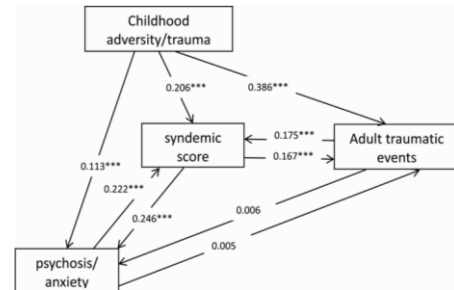 Childhood
adversity/trauma
0.206***
0.386***
syndemic
score
0.175***
0.167***
Adult traumatic
events
0.113***
0.222***
0.246***
0.006
0.005
psychosis/
anxiety